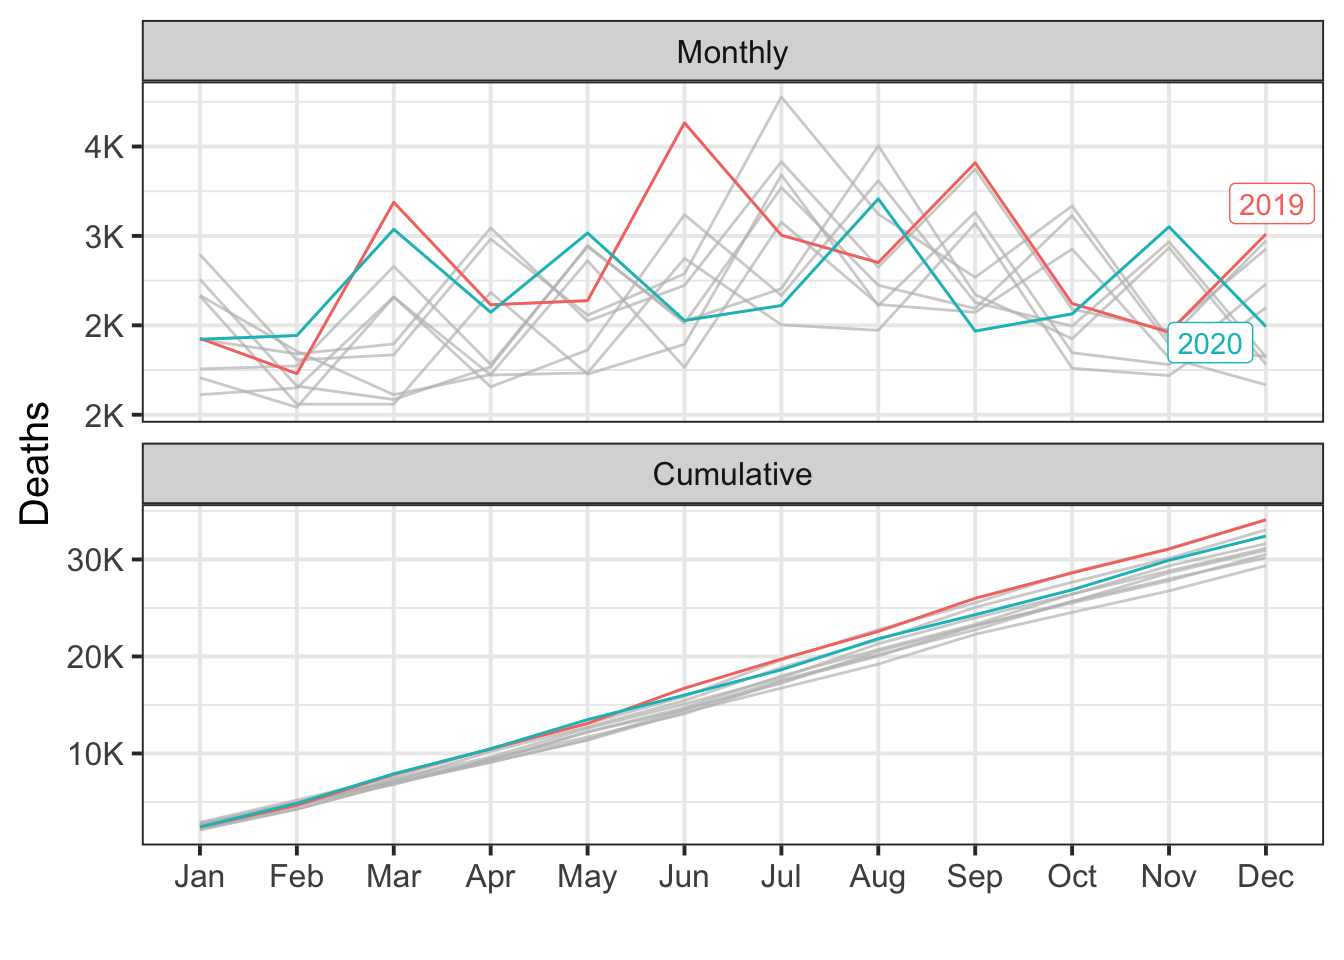 Monthly
4K
3K
2K
2K
2019
2020
Deaths
Cumulative
30K
20K
10K
Jan Feb Mar Apr May Jun Jul Aug Sep Oct Nov Dec